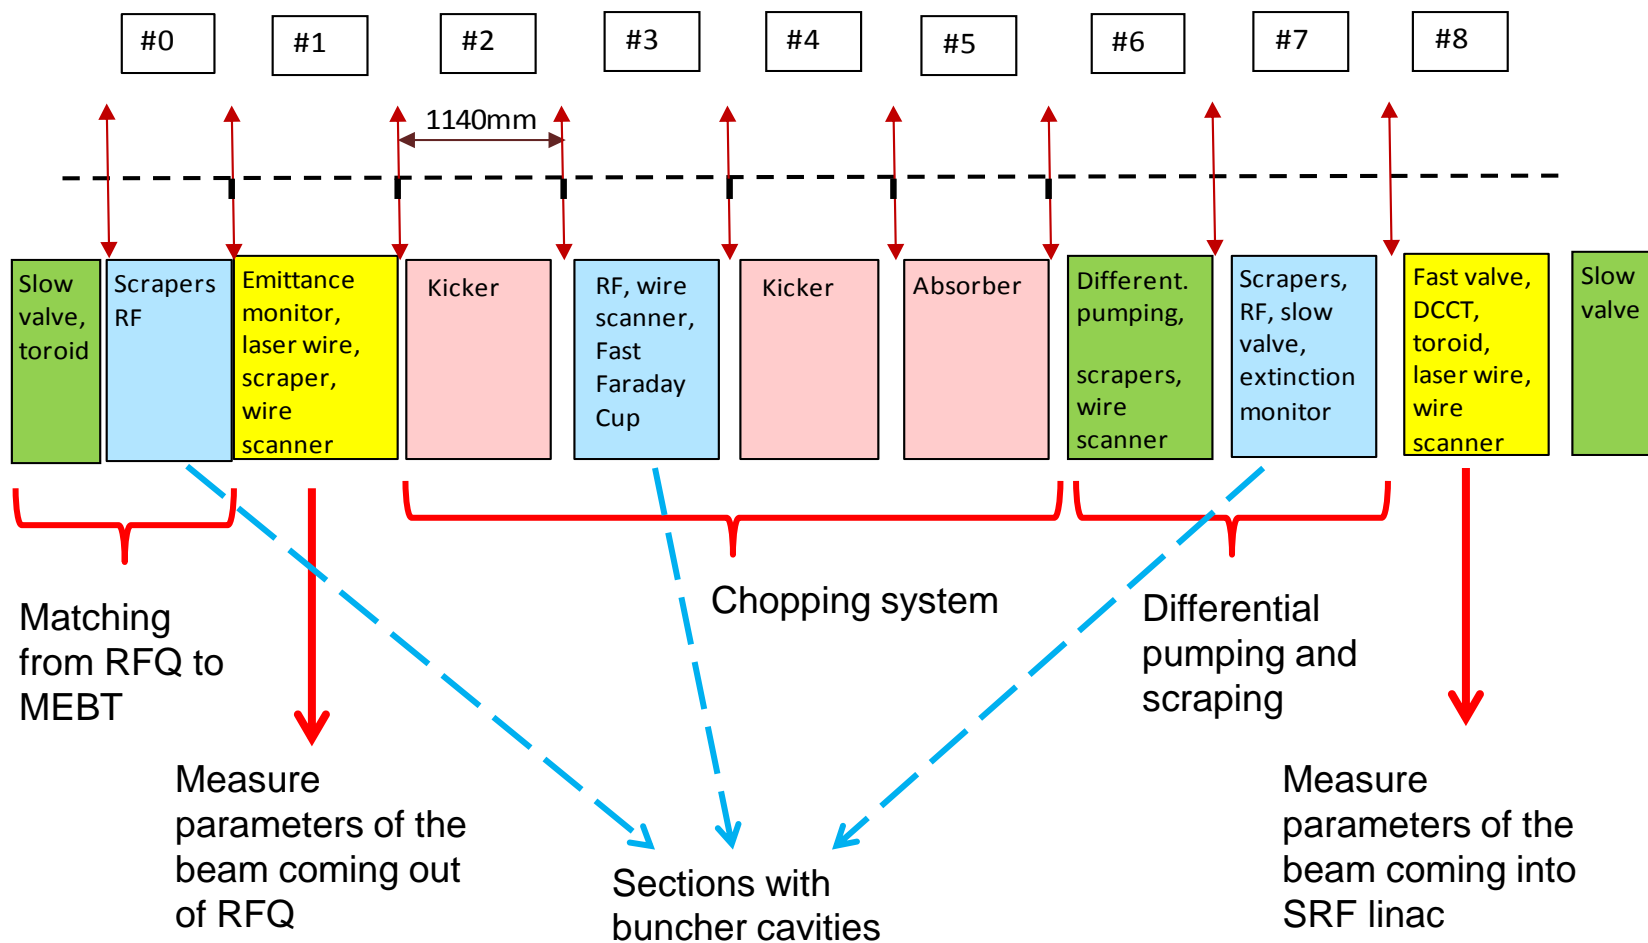 #0
#1
#2
#3
#4
#5
#6
#7
#8
1140mm
Slow
valve,
toroid
Scrapers
RF
Emittance
monitor,
laser wire,
scraper,
wire
scanner
Kicker
RF, wire
scanner,
Fast
Faraday
Cup
Kicker
Absorber
Different.
pumping,
scrapers,
wire
scanner
Scrapers,
RF, slow
valve,
extinction
monitor
Fast valve,
DCCT,
toroid,
laser wire,
wire
scanner
Slow
valve
Matching
from RFQ to
MEBT
Chopping system
Differential
pumping and
scraping
Measure
parameters of the
beam coming out
of RFQ
Sections with
buncher cavities
Measure
parameters of the
beam coming into
SRF linac